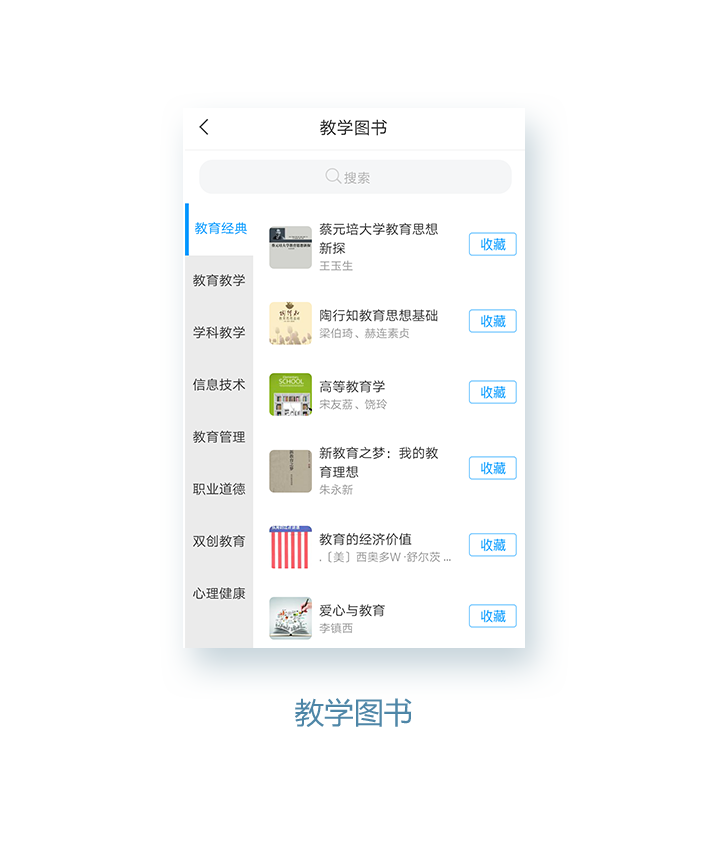 教学图书
搜索
教育经典
教育教学
学科教学
信息技术
教育管理
职业道德
双创教育
心理健康
蔡元培大学教育思想
新探
王玉生
收藏
陶行知教育思想基础
梁伯琦、赫连素贞
收藏
SCHOOL
高等教育学
宋友荔、饶玲
收藏
新教育之梦：我的教
育理想
朱永新
收藏
教育的经济价值
.〔美〕西奥多W·舒尔茨...
收藏
爱心与教育
李镇西
收藏
教学图书